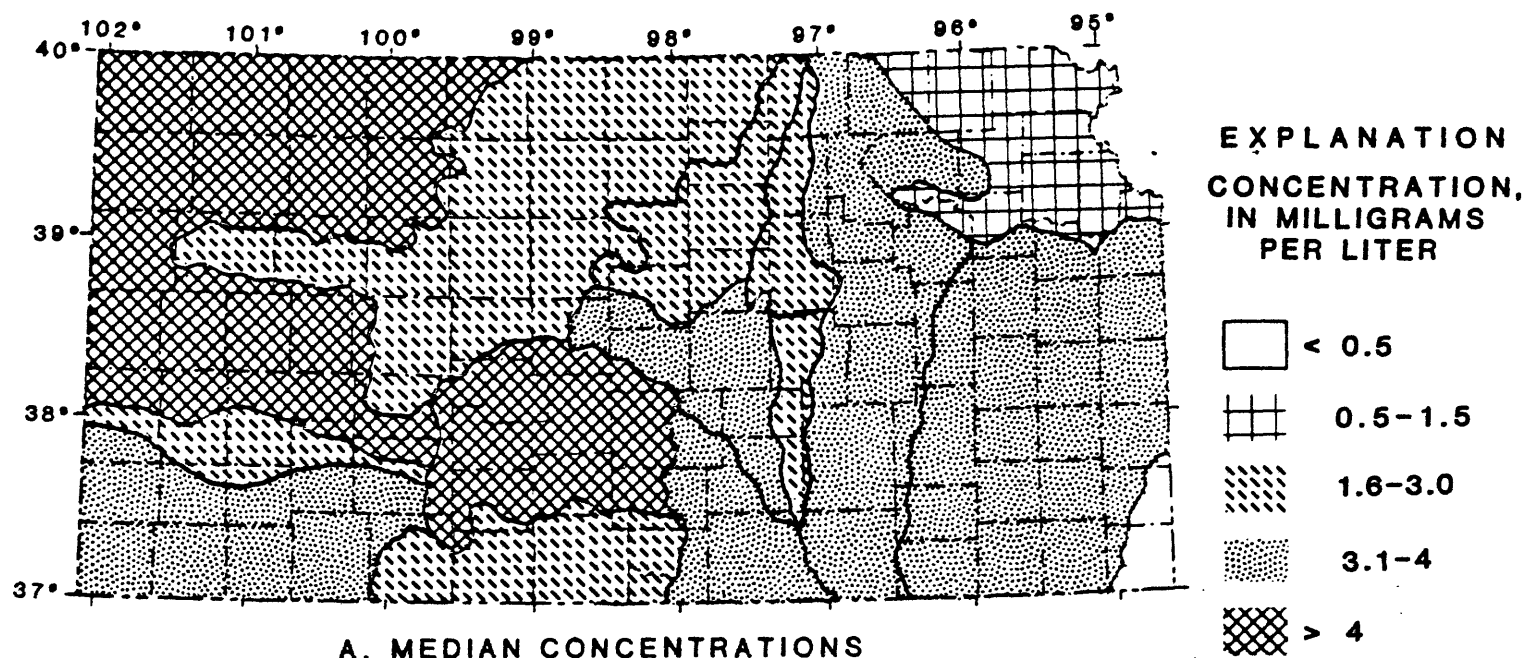 102° 101° 100° 99° 98° 97° 96° 95°
40°
39°
38°
37°
A. MEDIAN CONCENTRATIONS
EXPLANATION
CONCENTRATION,
IN MILLIGRAMS
PER LITER
< 0.5
0.5-1.5
1.6-3.0
3.1-4
> 4